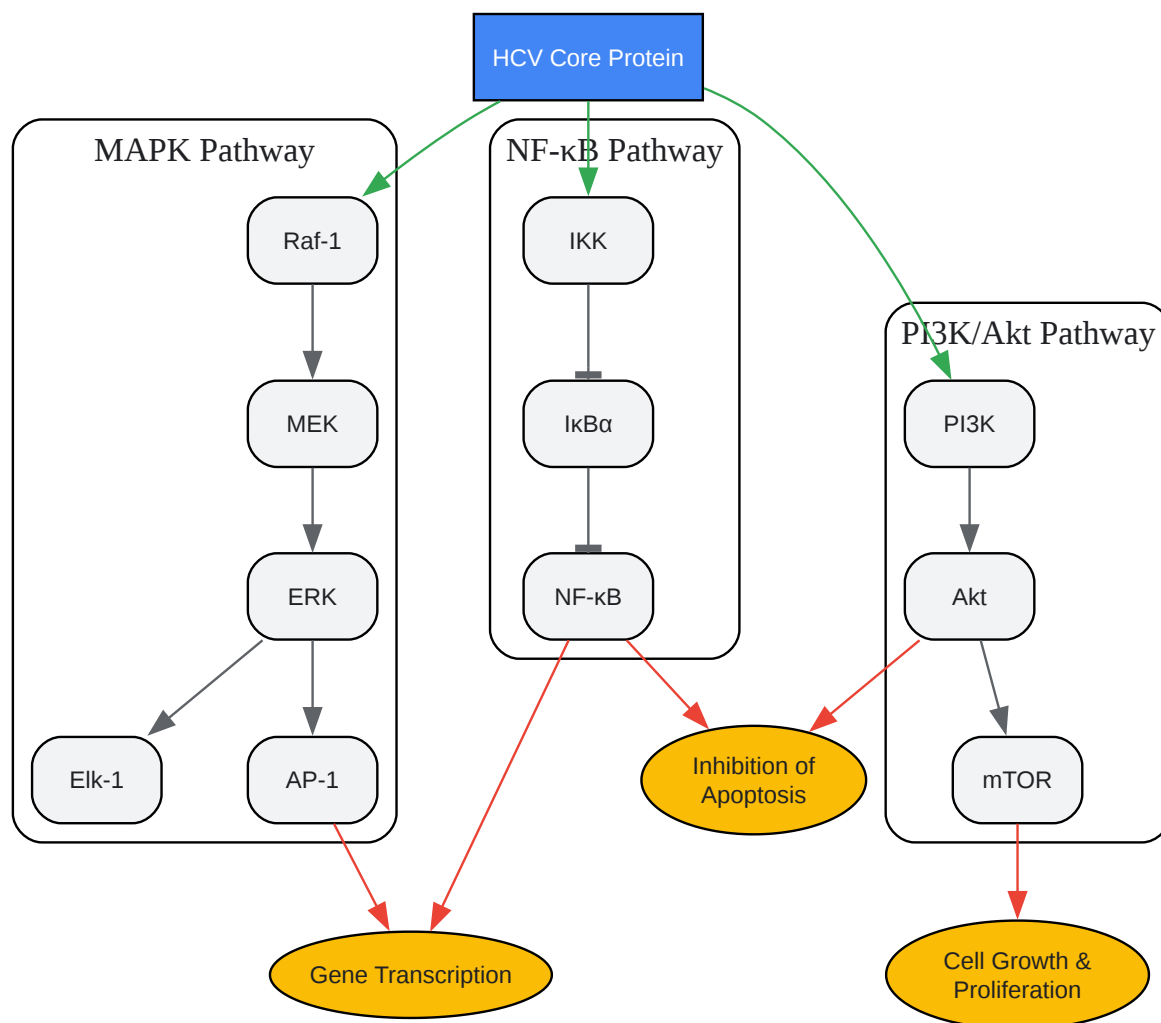 HCV Core Protein
MAPK Pathway
NF-κB Pathway
Raf-1
IKK
PI3K/Akt Pathway
MEK
IκBα
PI3K
ERK
NF-κB
Akt
Elk-1
AP-1
Inhibition of
Apoptosis
mTOR
Gene Transcription
Cell Growth &
Proliferation